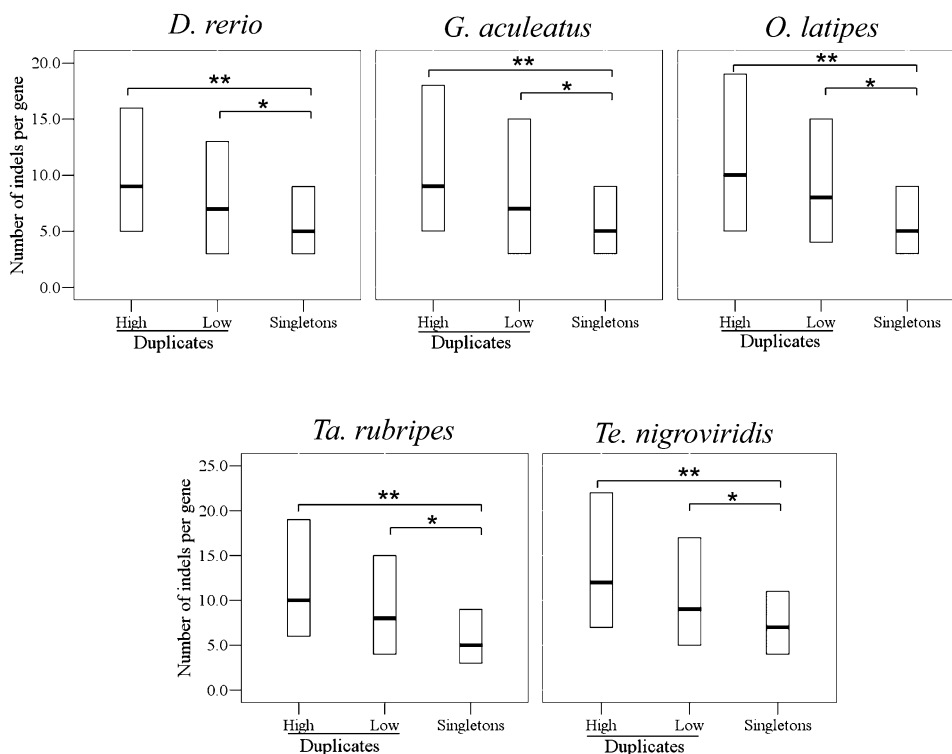 D. rerio
G. aculeatus
O. latipes
Number of indels per gene
20.0
15.0
10.0
5.0
0.0
**
*
**
*
**
*
High Low Singletons
Duplicates
High Low Singletons
Duplicates
High Low Singletons
Duplicates
Ta. rubripes
Te. nigroviridis
Number of indels per gene
25.0
20.0
15.0
10.0
5.0
0.0
**
*
**
*
High Low Singletons
Duplicates
High Low Singletons
Duplicates